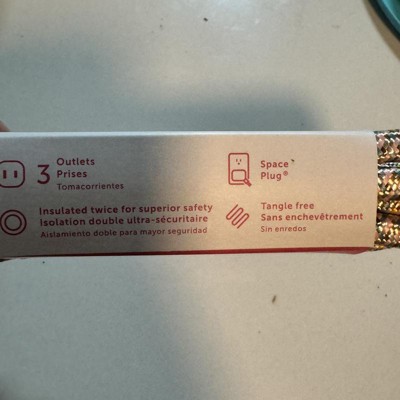 3 Outlets
Prises
Tomacorrientes
Space
Plug®
Insulated twice for superior safety
Isolation double ultra-sécuritaire
Aislamiento doble para mayor seguridad
Tangle free
Sans enchevêtrement
Sin enredos